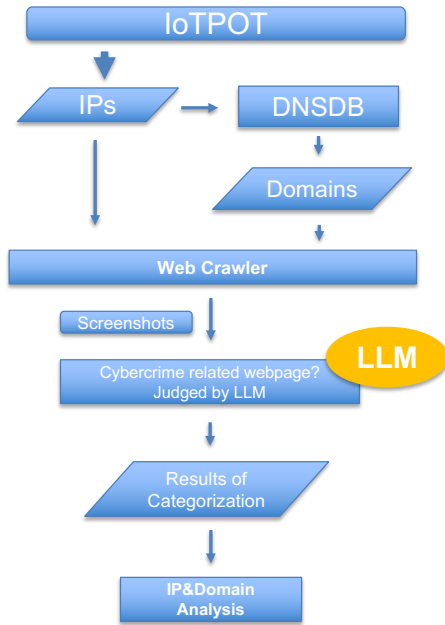 IoTPOT
IPs
DNSDB
Domains
Web Crawler
Screenshots
LLM
Cybercrime related webpage?
Judged by LLM
Results of
Categorization
IP&Domain
Analysis